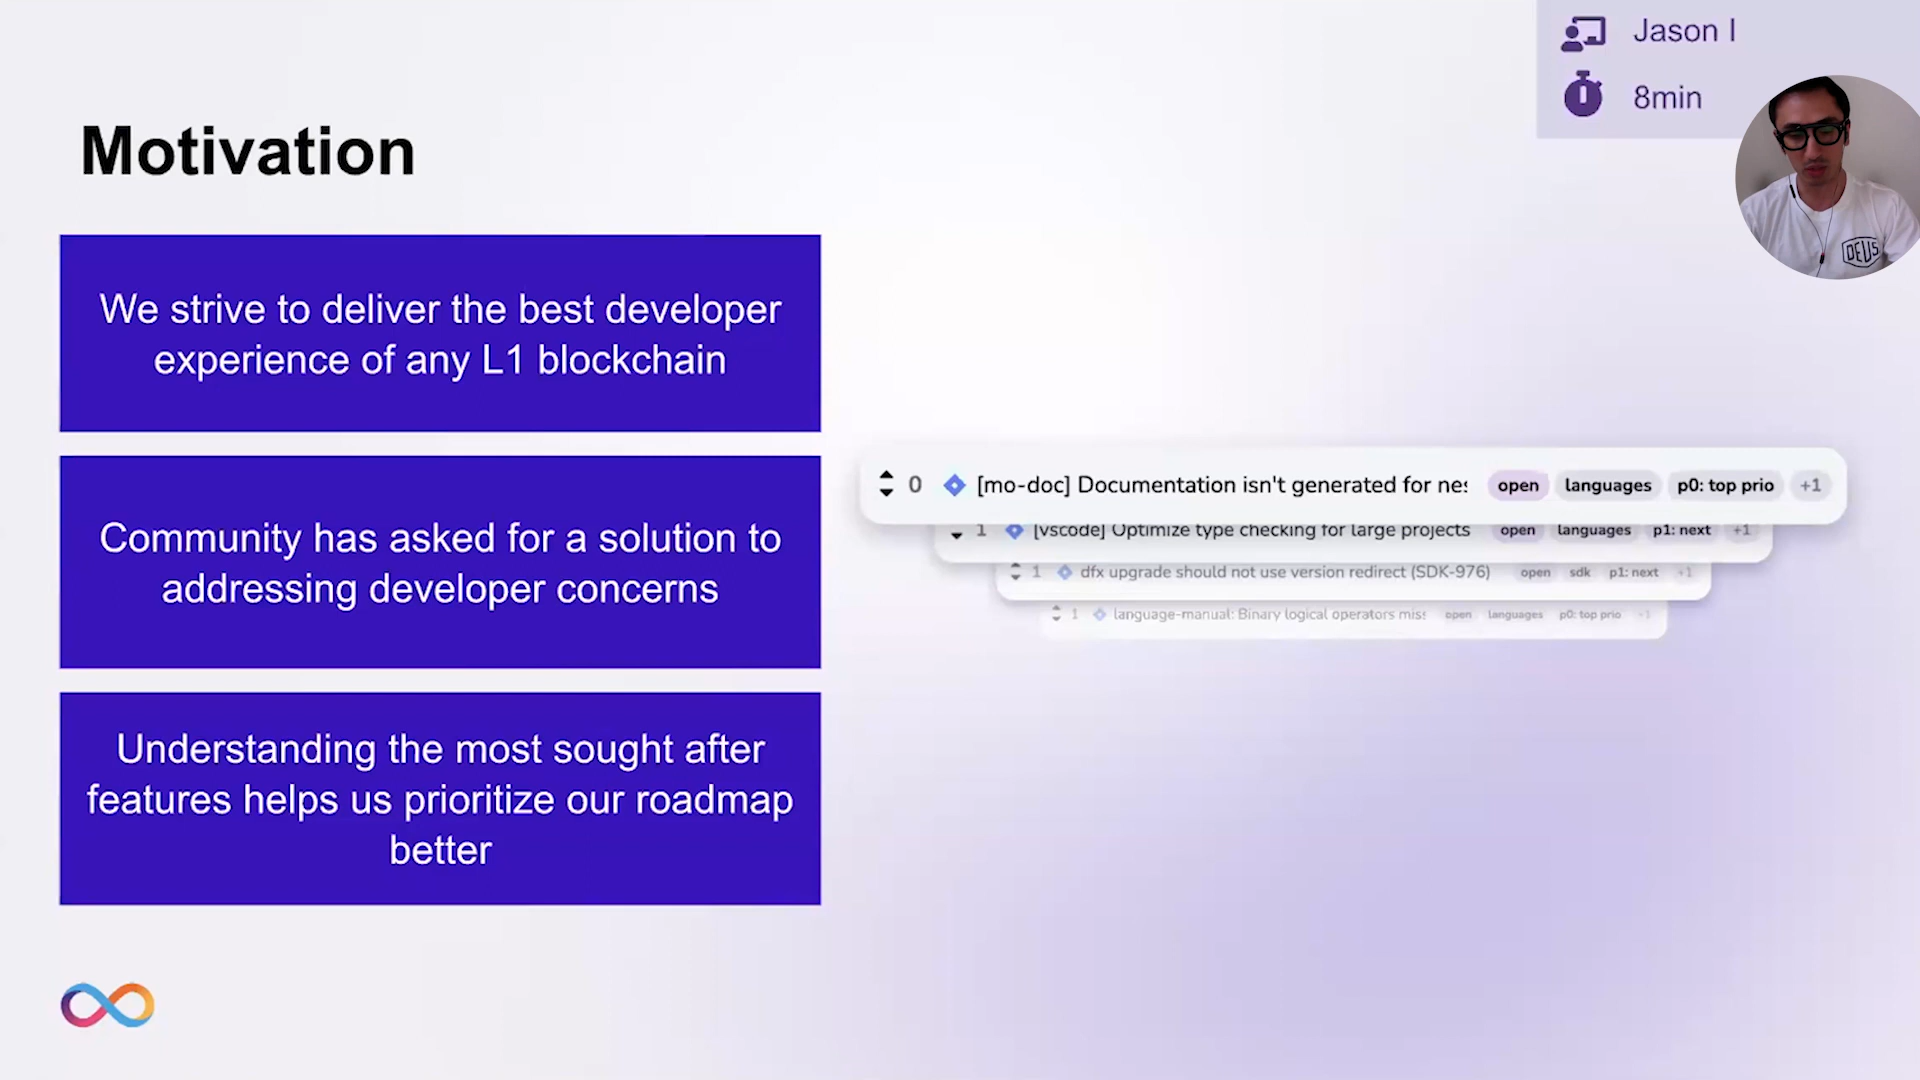 Jason I
8min
Motivation
We strive to deliver the best developer
experience of any L1 blockchain
Community has asked for a solution to
addressing developer concerns
Understanding the most sought after
features helps us prioritize our roadmap
better
0 [mo-doc] Documentation isn't generated for nes open languages p0: top prio +1
1 [vscode] Optimize type checking for large projects open languages p1: next +1
1 dfx upgrade should not use version redirect (SDK-976) open sdk p1: next +1
1 language-manual: Binary logical operators miss open languages p0: top prio +1
DEUS